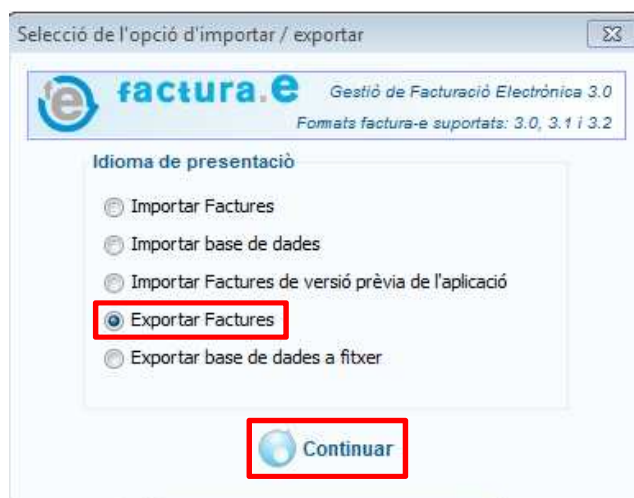 Selecció de l'opció d'importar / exportar
factura.e
Gestió de Facturació Electrònica 3.0
Formats factura-e suportats: 3.0, 3.1 i 3.2
Idioma de presentaciò
Importar Factures
Importar base de dades
Importar Factures de versió prèvia de l'aplicació
Exportar Factures
Exportar base de dades a fitxer
Continuar